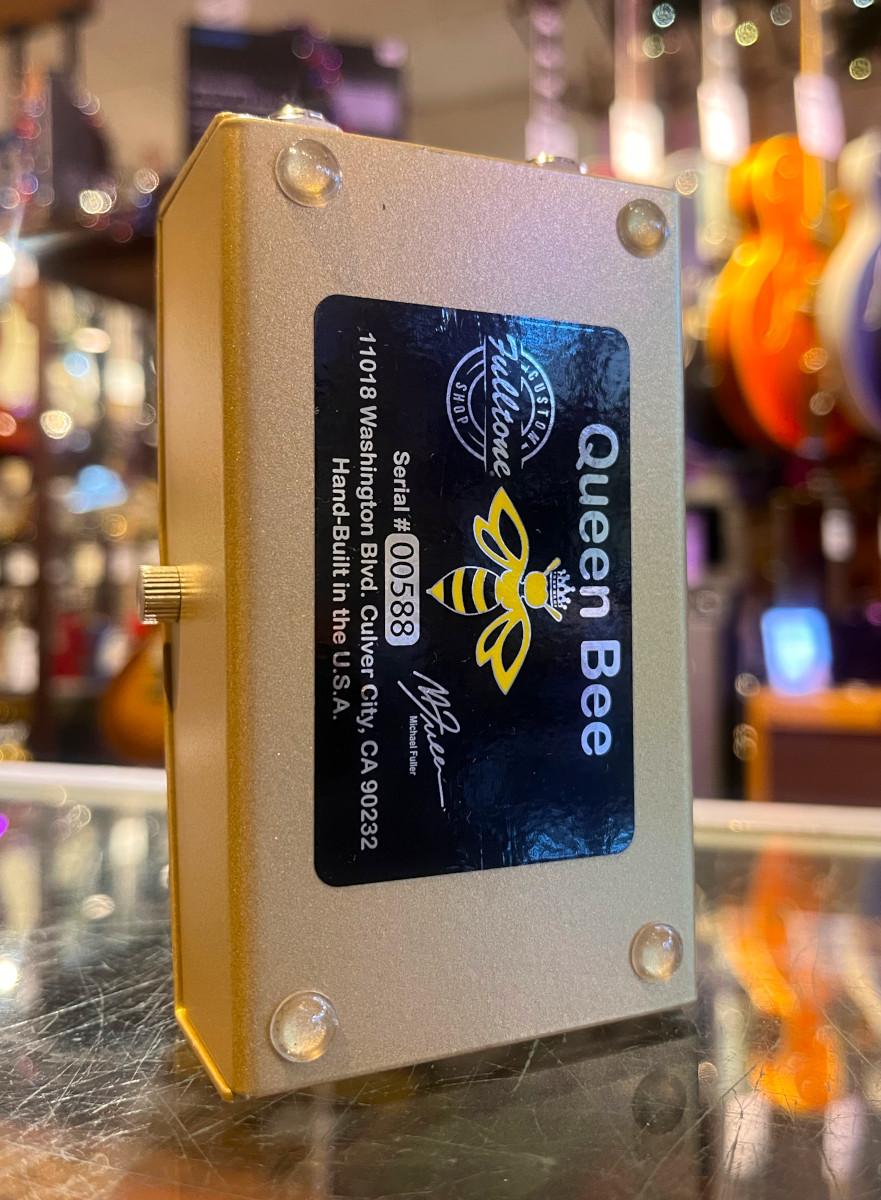 Queen Bee
CUSTOM
Fulltone
SHOP
Serial # 00588
Michael Fuller
11018 Washington Blvd. Culver City, CA 90232
Hand-Built in the U.S.A.